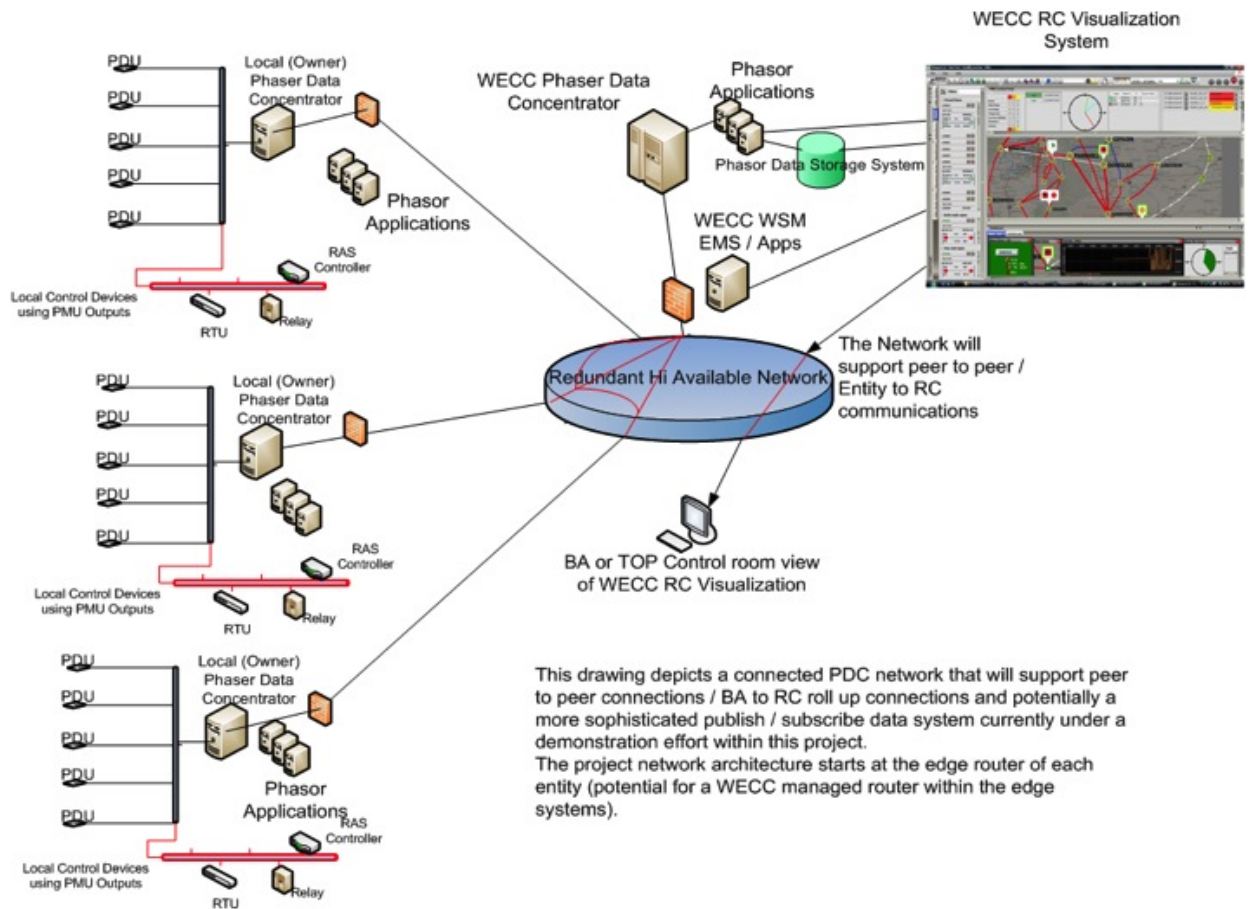 WECC RC Visualization
System
PDU
PDU
PDU
PDU
PDU
Local (Owner)
Phaser Data
Concentrator
Phasor
Applications
RAS
Controller
Local Control Devices
using PMU Outputs
RTU
Relay
WECC Phaser Data
Concentrator
Phasor
Applications
Phasor Data Storage System
WECC WSM
EMS / Apps
Redundant Hi Available Network
The Network will
support peer to peer /
Entity to RC
communications
PDU
PDU
PDU
PDU
PDU
Local (Owner)
Phaser Data
Concentrator
RAS
Controller
Local Control Devices
using PMU Outputs
RTU
Relay
BA or TOP Control room view
of WECC RC Visualization
PDU
PDU
PDU
PDU
PDU
Local (Owner)
Phaser Data
Concentrator
Phasor
Applications
RAS
Controller
Local Control Devices
using PMU Outputs
RTU
Relay
This drawing depicts a connected PDC network that will support peer
to peer connections / BA to RC roll up connections and potentially a
more sophisticated publish / subscribe data system currently under a
demonstration effort within this project.
The project network architecture starts at the edge router of each
entity (potential for a WECC managed router within the edge
systems).